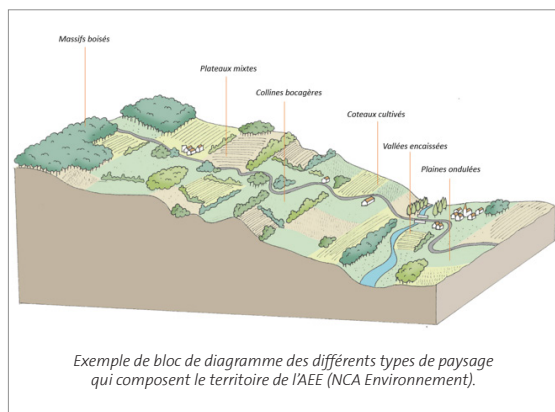 Massifs boisés
Plateaux mixtes
Collines bocagères
Coteaux cultivés
Vallées encaissées
Plaines ondulées
Exemple de bloc de diagramme des différents types de paysage
qui composent le territoire de l'AEE (NCA Environnement).